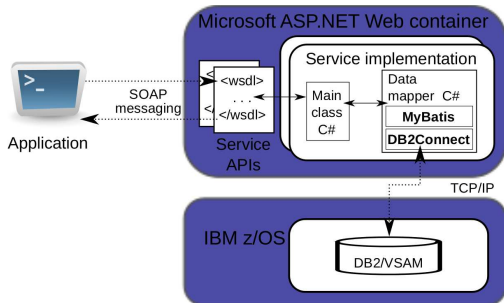 Microsoft ASP.NET Web container
Service implementation
>_
SOAP
messaging
Application
<
</
<wsdl>
. . .
</wsdl>
Service
APIs
Main
class
C#
Data
mapper C#
MyBatis
DB2Connect
TCP/IP
IBM z/OS
DB2/VSAM